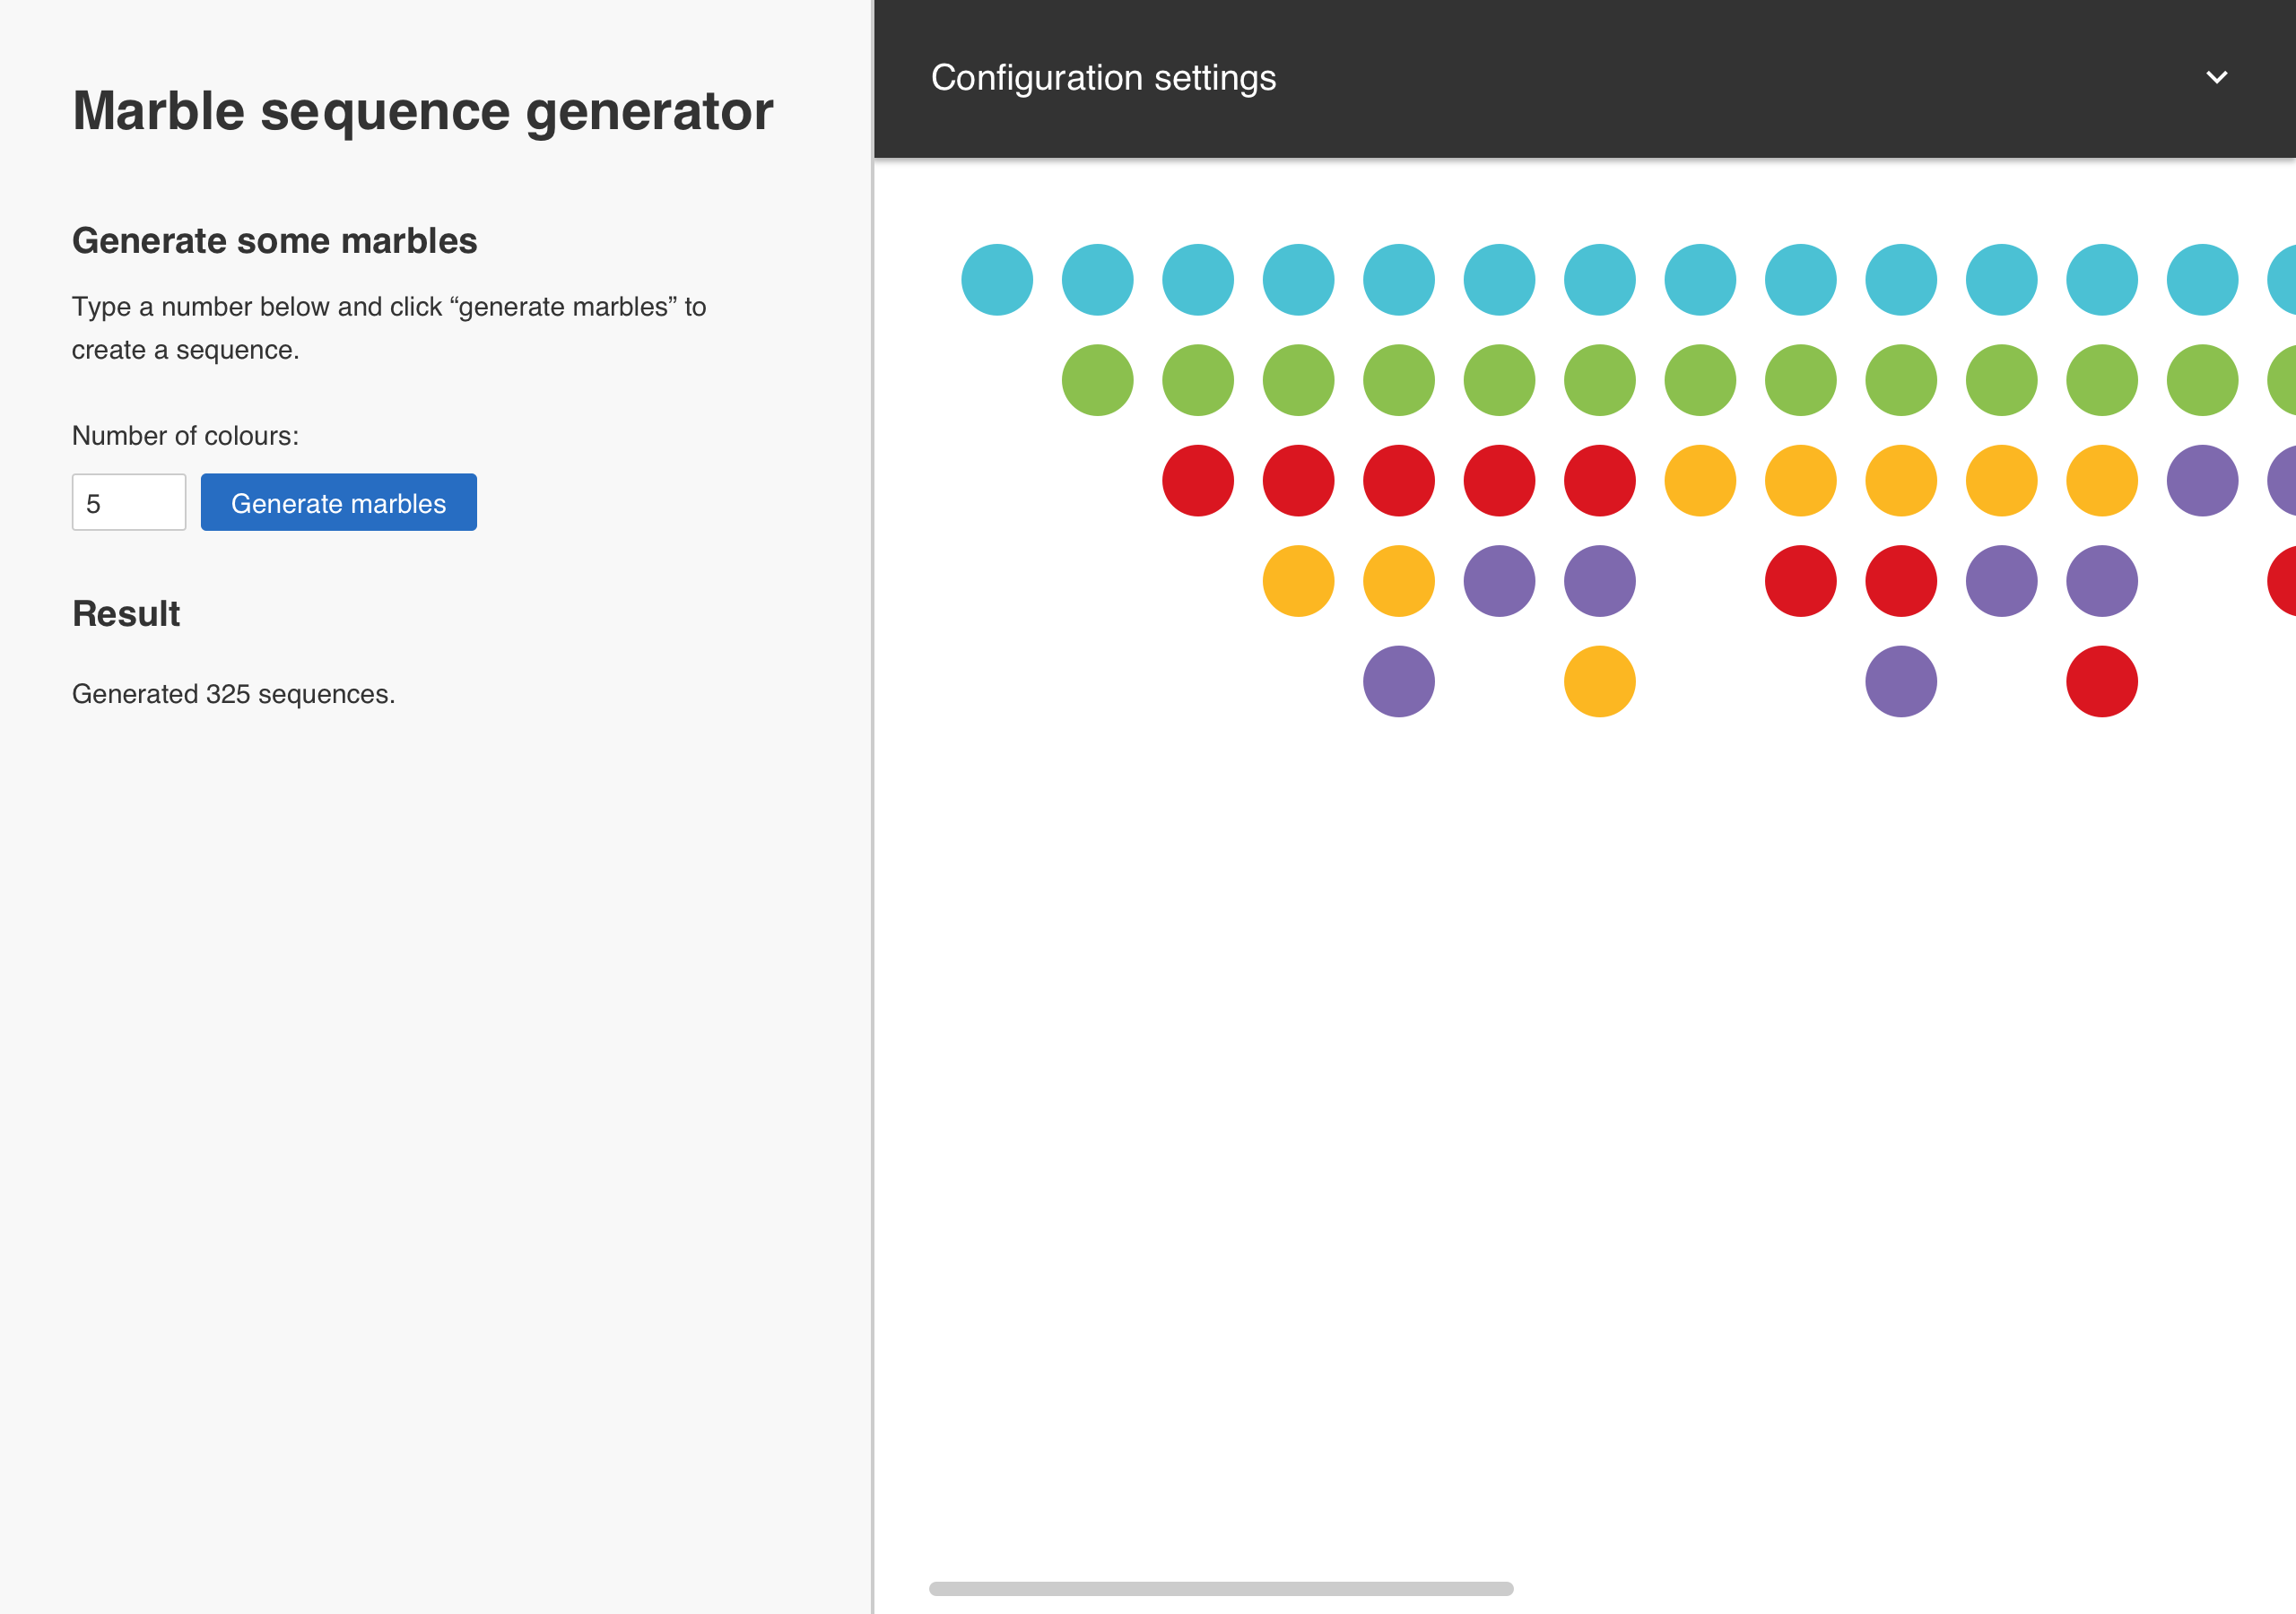 Marble sequence generator
Generate some marbles
Type a number below and click “generate marbles” to
create a sequence.
Number of colours:
5 Generate marbles
Result
Generated 325 sequences.
Configuration settings